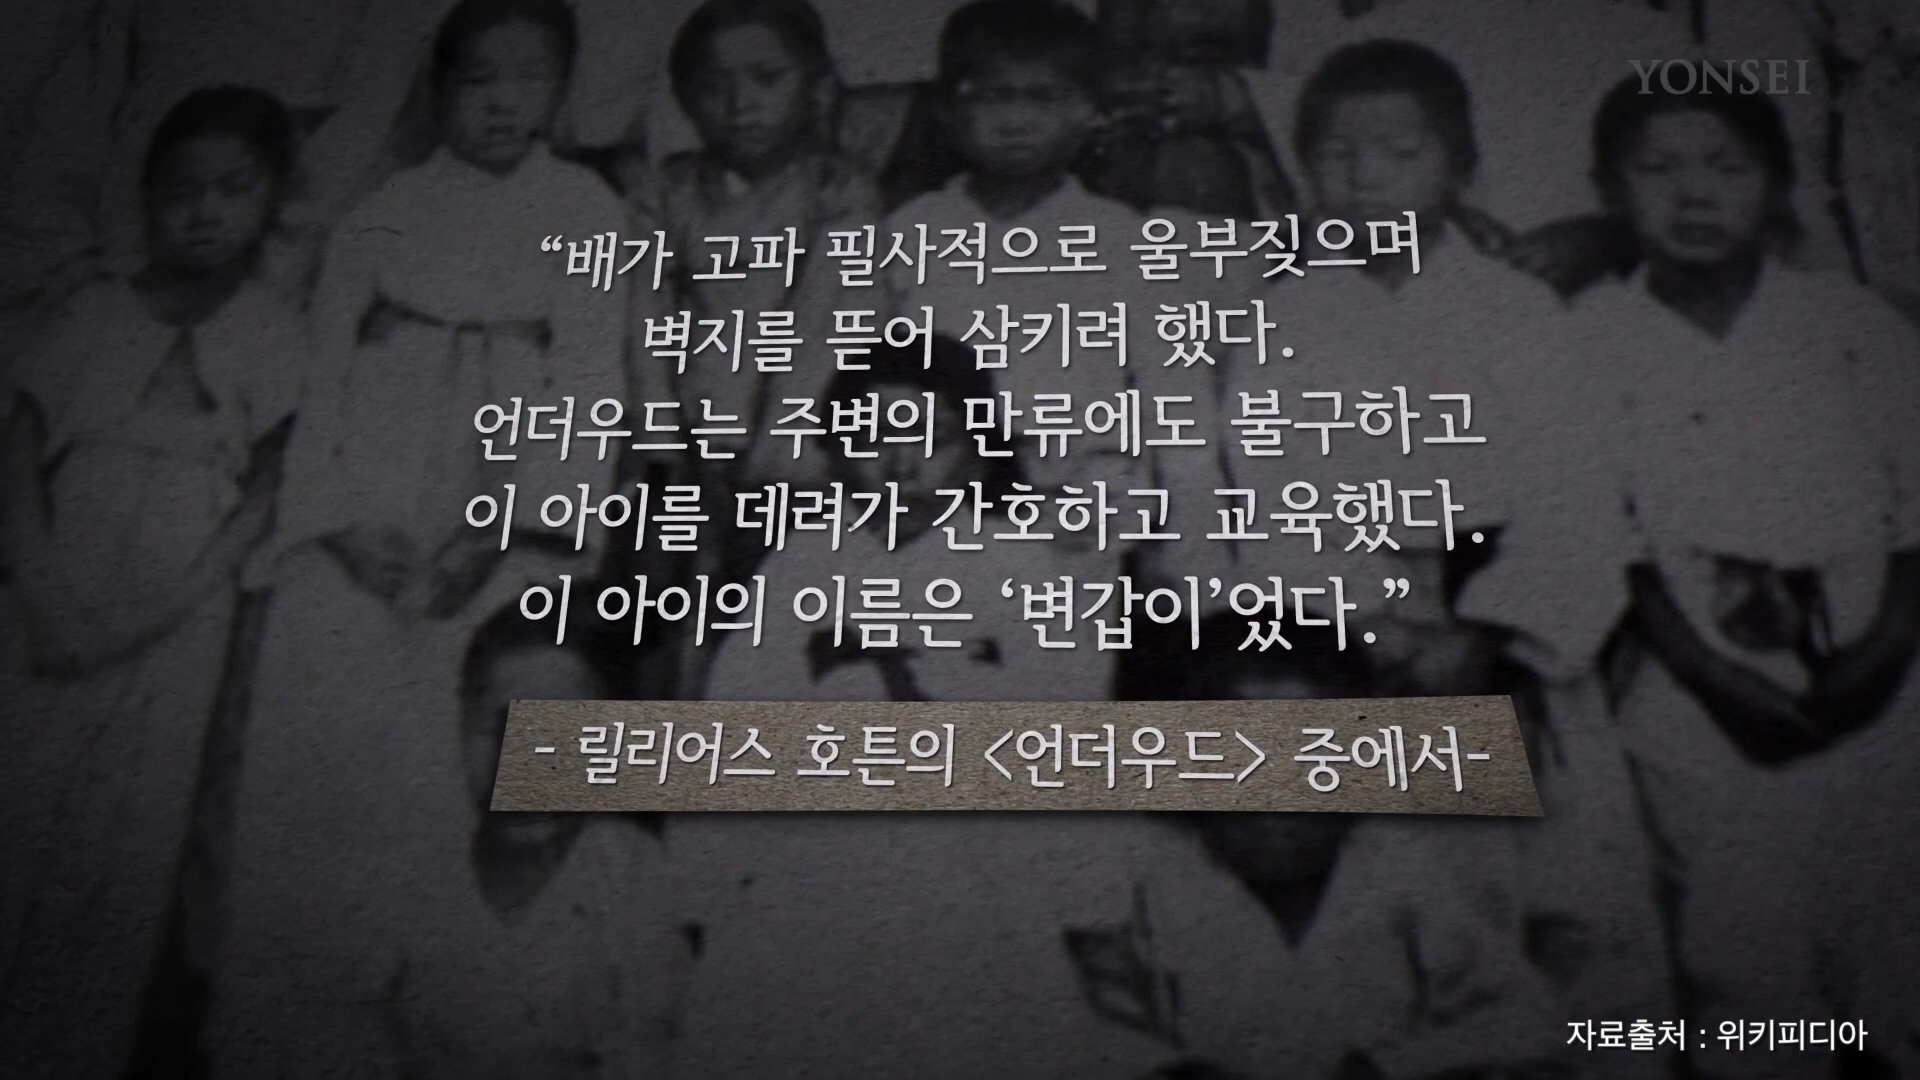 YONSEI
“배가 고파 필사적으로 울부짖으며
벽지를 뜯어 삼키려 했다.
언더우드는 주변의 만류에도 불구하고
이 아이를 데려가 간호하고 교육했다.
이 아이의 이름은 ‘변갑이’었다.”
- 릴리어스 호튼의 <언더우드> 중에서-
자료출처 : 위키피디아